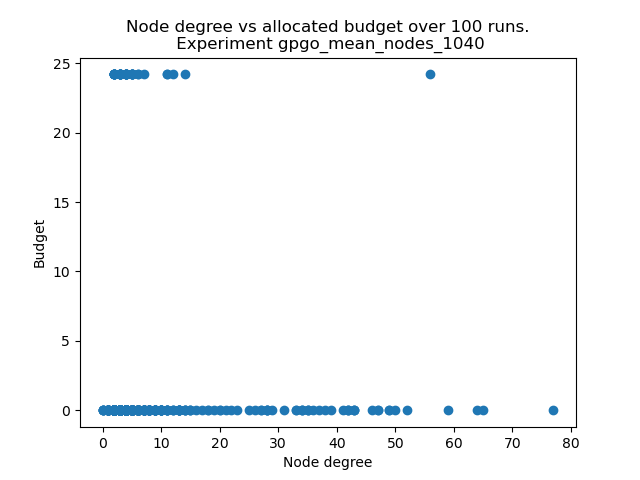 Node degree vs allocated budget over 100 runs.
Experiment gpgo_mean_nodes_1040
25
20
15
10
5
0
Budget
0 10 20 30 40 50 60 70 80
Node degree